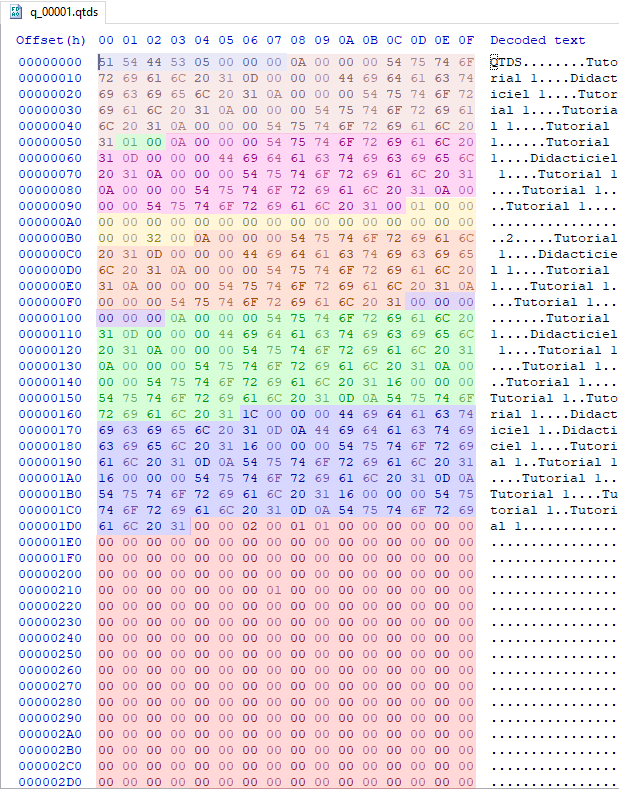 q_00001.qtds
Offset(h) 00 01 02 03 04 05 06 07 08 09 0A 0B 0C 0D 0E 0F Decoded text
00000000 51 54 44 53 05 00 00 00 0A 00 00 00 54 75 74 6F QTDS........Tuto
00000010 72 69 61 6C 20 31 0D 00 00 00 44 69 64 61 63 74 rial 1....Didact
00000020 69 63 69 65 6C 20 31 0A 00 00 00 54 75 74 6F 72 iciel 1....Tutor
00000030 69 61 6C 20 31 0A 00 00 00 54 75 74 6F 72 69 61 ial 1....Tutoria
00000040 6C 20 31 0A 00 00 00 54 75 74 6F 72 69 61 6C 20 l 1....Tutorial
00000050 31 01 00 0A 00 00 00 54 75 74 6F 72 69 61 6C 20 1......Tutorial
00000060 31 0D 00 00 00 44 69 64 61 63 74 69 63 69 65 6C 1....Didacticiel
00000070 20 31 0A 00 00 00 54 75 74 6F 72 69 61 6C 20 31 1....Tutorial 1
00000080 0A 00 00 00 54 75 74 6F 72 69 61 6C 20 31 0A 00 ....Tutorial 1..
00000090 00 00 54 75 74 6F 72 69 61 6C 20 31 00 01 00 00 ..Tutorial 1....
000000A0 00 00 00 00 00 00 00 00 00 00 00 00 00 00 00 00 ................
000000B0 00 00 32 00 0A 00 00 00 54 75 74 6F 72 69 61 6C ..2.....Tutorial
000000C0 20 31 0D 00 00 00 44 69 64 61 63 74 69 63 69 65 1....Didacticie
000000D0 6C 20 31 0A 00 00 00 54 75 74 6F 72 69 61 6C 20 l 1....Tutorial
000000E0 31 0A 00 00 00 54 75 74 6F 72 69 61 6C 20 31 0A 1....Tutorial 1.
000000F0 00 00 00 54 75 74 6F 72 69 61 6C 20 31 00 00 00 ...Tutorial 1...
00000100 00 00 00 0A 00 00 00 54 75 74 6F 72 69 61 6C 20 .......Tutorial
00000110 31 0D 00 00 00 44 69 64 61 63 74 69 63 69 65 6C 1....Didacticiel
00000120 20 31 0A 00 00 00 54 75 74 6F 72 69 61 6C 20 31 1....Tutorial 1
00000130 0A 00 00 00 54 75 74 6F 72 69 61 6C 20 31 0A 00 ....Tutorial 1..
00000140 00 00 54 75 74 6F 72 69 61 6C 20 31 16 00 00 00 ..Tutorial 1....
00000150 54 75 74 6F 72 69 61 6C 20 31 0D 0A 54 75 74 6F Tutorial 1..Tuto
00000160 72 69 61 6C 20 31 1C 00 00 00 44 69 64 61 63 74 rial 1....Didact
00000170 69 63 69 65 6C 20 31 0D 0A 44 69 64 61 63 74 69 iciel 1..Didacti
00000180 63 69 65 6C 20 31 16 00 00 00 54 75 74 6F 72 69 ciel 1....Tutori
00000190 61 6C 20 31 0D 0A 54 75 74 6F 72 69 61 6C 20 31 al 1..Tutorial 1
000001A0 16 00 00 00 54 75 74 6F 72 69 61 6C 20 31 0D 0A ....Tutorial 1..
000001B0 54 75 74 6F 72 69 61 6C 20 31 16 00 00 00 54 75 Tutorial 1....Tu
000001C0 74 6F 72 69 61 6C 20 31 0D 0A 54 75 74 6F 72 69 torial 1..Tutori
000001D0 61 6C 20 31 00 00 02 00 01 01 00 00 00 00 00 00 al 1............
000001E0 00 00 00 00 00 00 00 00 00 00 00 00 00 00 00 00 ................
000001F0 00 00 00 00 00 00 00 00 00 00 00 00 00 00 00 00 ................
00000200 00 00 00 00 00 00 00 00 00 00 00 00 00 00 00 00 ................
00000210 00 00 00 00 00 00 00 01 00 00 00 00 00 00 00 00 ................
00000220 00 00 00 00 00 00 00 00 00 00 00 00 00 00 00 00 ................
00000230 00 00 00 00 00 00 00 00 00 00 00 00 00 00 00 00 ................
00000240 00 00 00 00 00 00 00 00 00 00 00 00 00 00 00 00 ................
00000250 00 00 00 00 00 00 00 00 00 00 00 00 00 00 00 00 ................
00000260 00 00 00 00 00 00 00 00 00 00 00 00 00 00 00 00 ................
00000270 00 00 00 00 00 00 00 00 00 00 00 00 00 00 00 00 ................
00000280 00 00 00 00 00 00 00 00 00 00 00 00 00 00 00 00 ................
00000290 00 00 00 00 00 00 00 00 00 00 00 00 00 00 00 00 ................
000002A0 00 00 00 00 00 00 00 00 00 00 00 00 00 00 00 00 ................
000002B0 00 00 00 00 00 00 00 00 00 00 00 00 00 00 00 00 ................
000002C0 00 00 00 00 00 00 00 00 00 00 00 00 00 00 00 00 ................
000002D0 00 00 00 00 00 00 00 00 00 00 00 00 00 00 00 00 ................